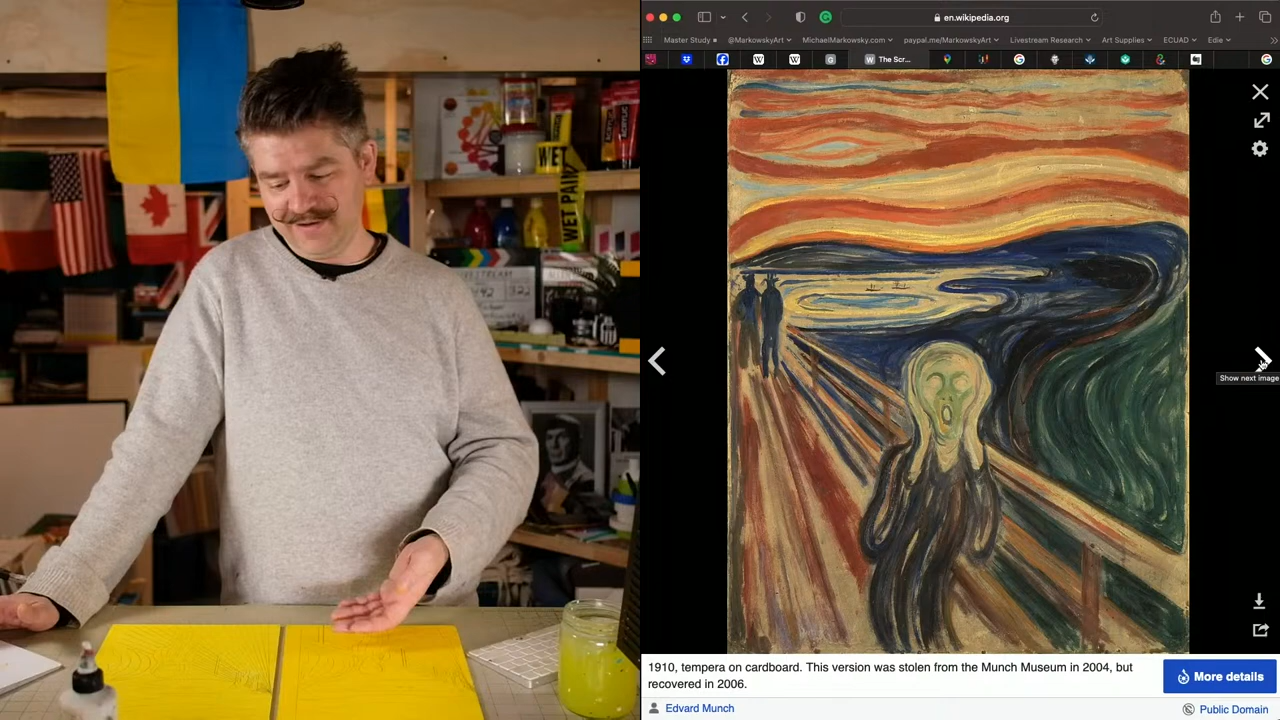 en.wikipedia.org
Master Study
@MarkowskyArt
MichaelMarkowsky.com
paypal.me/MarkowskyArt
Livestream Research
Art Supplies
ECUAD
Edie
The Scr...
ACRYLIC
WET
WET PAINT
Show next image
1910, tempera on cardboard. This version was stolen from the Munch Museum in 2004, but
recovered in 2006.
More details
Edvard Munch
Public Domain